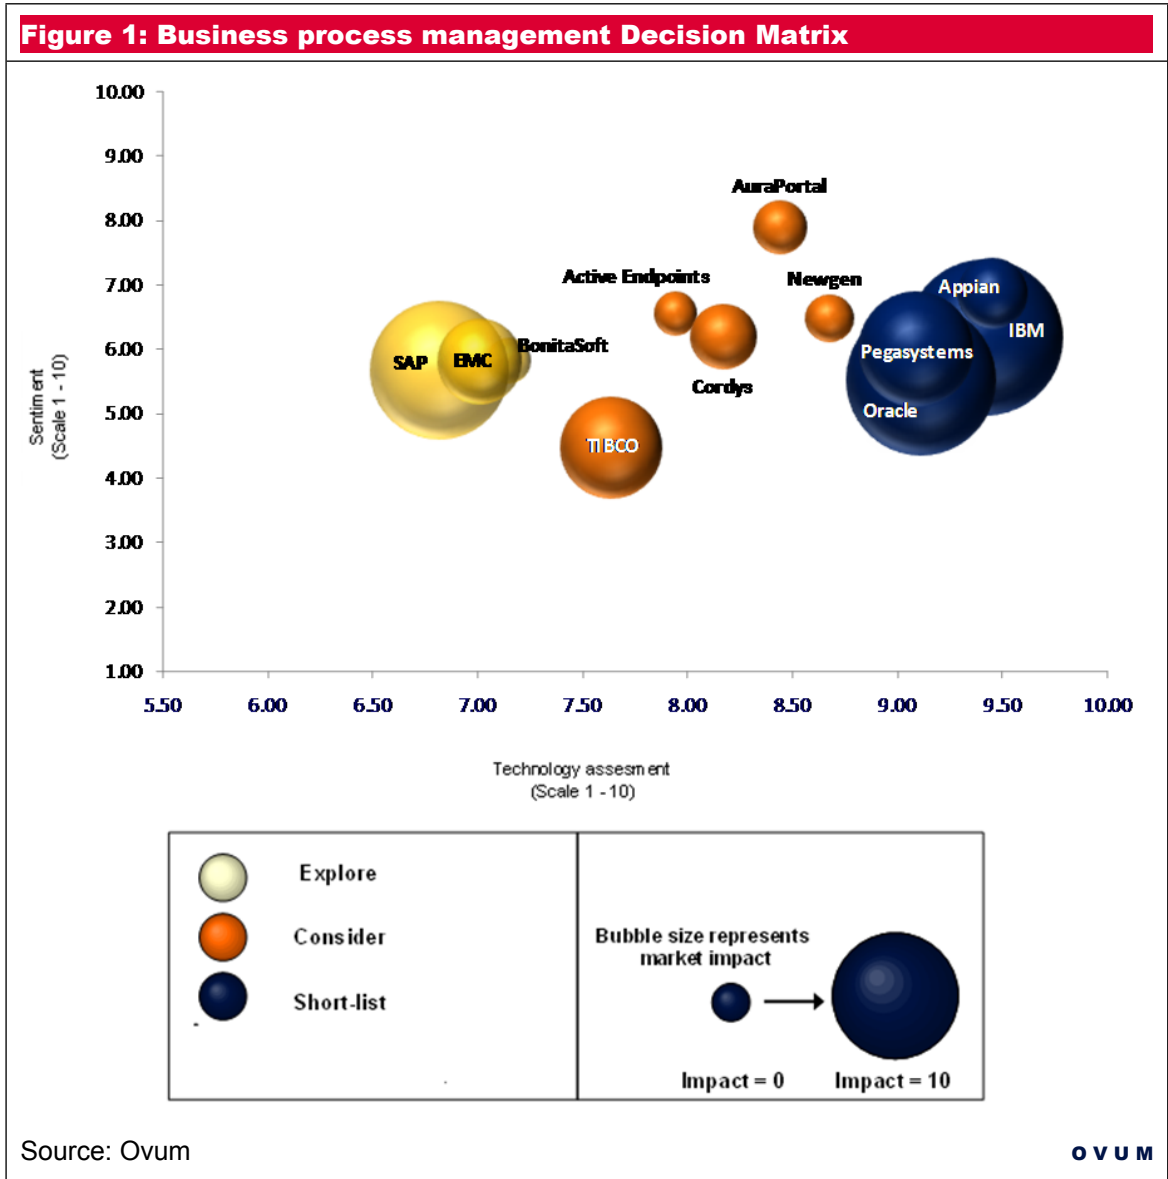 Figure 1: Business process management Decision Matrix
10.00
9.00
8.00
7.00
6.00
5.00
4.00
3.00
2.00
1.00
Sentiment
(Scale 1 - 10)
AuraPortal
Active Endpoints
Newgen
Appian
IBM
SAP
EMC
BonitaSoft
Pegasystems
Cordys
Oracle
TIBCO
5.50 6.00 6.50 7.00 7.50 8.00 8.50 9.00 9.50 10.00
Technology assesment
(Scale 1 - 10)
Explore
Consider
Short-list
Bubble size represents
market impact
Impact = 0 Impact = 10
Source: Ovum
OVUM